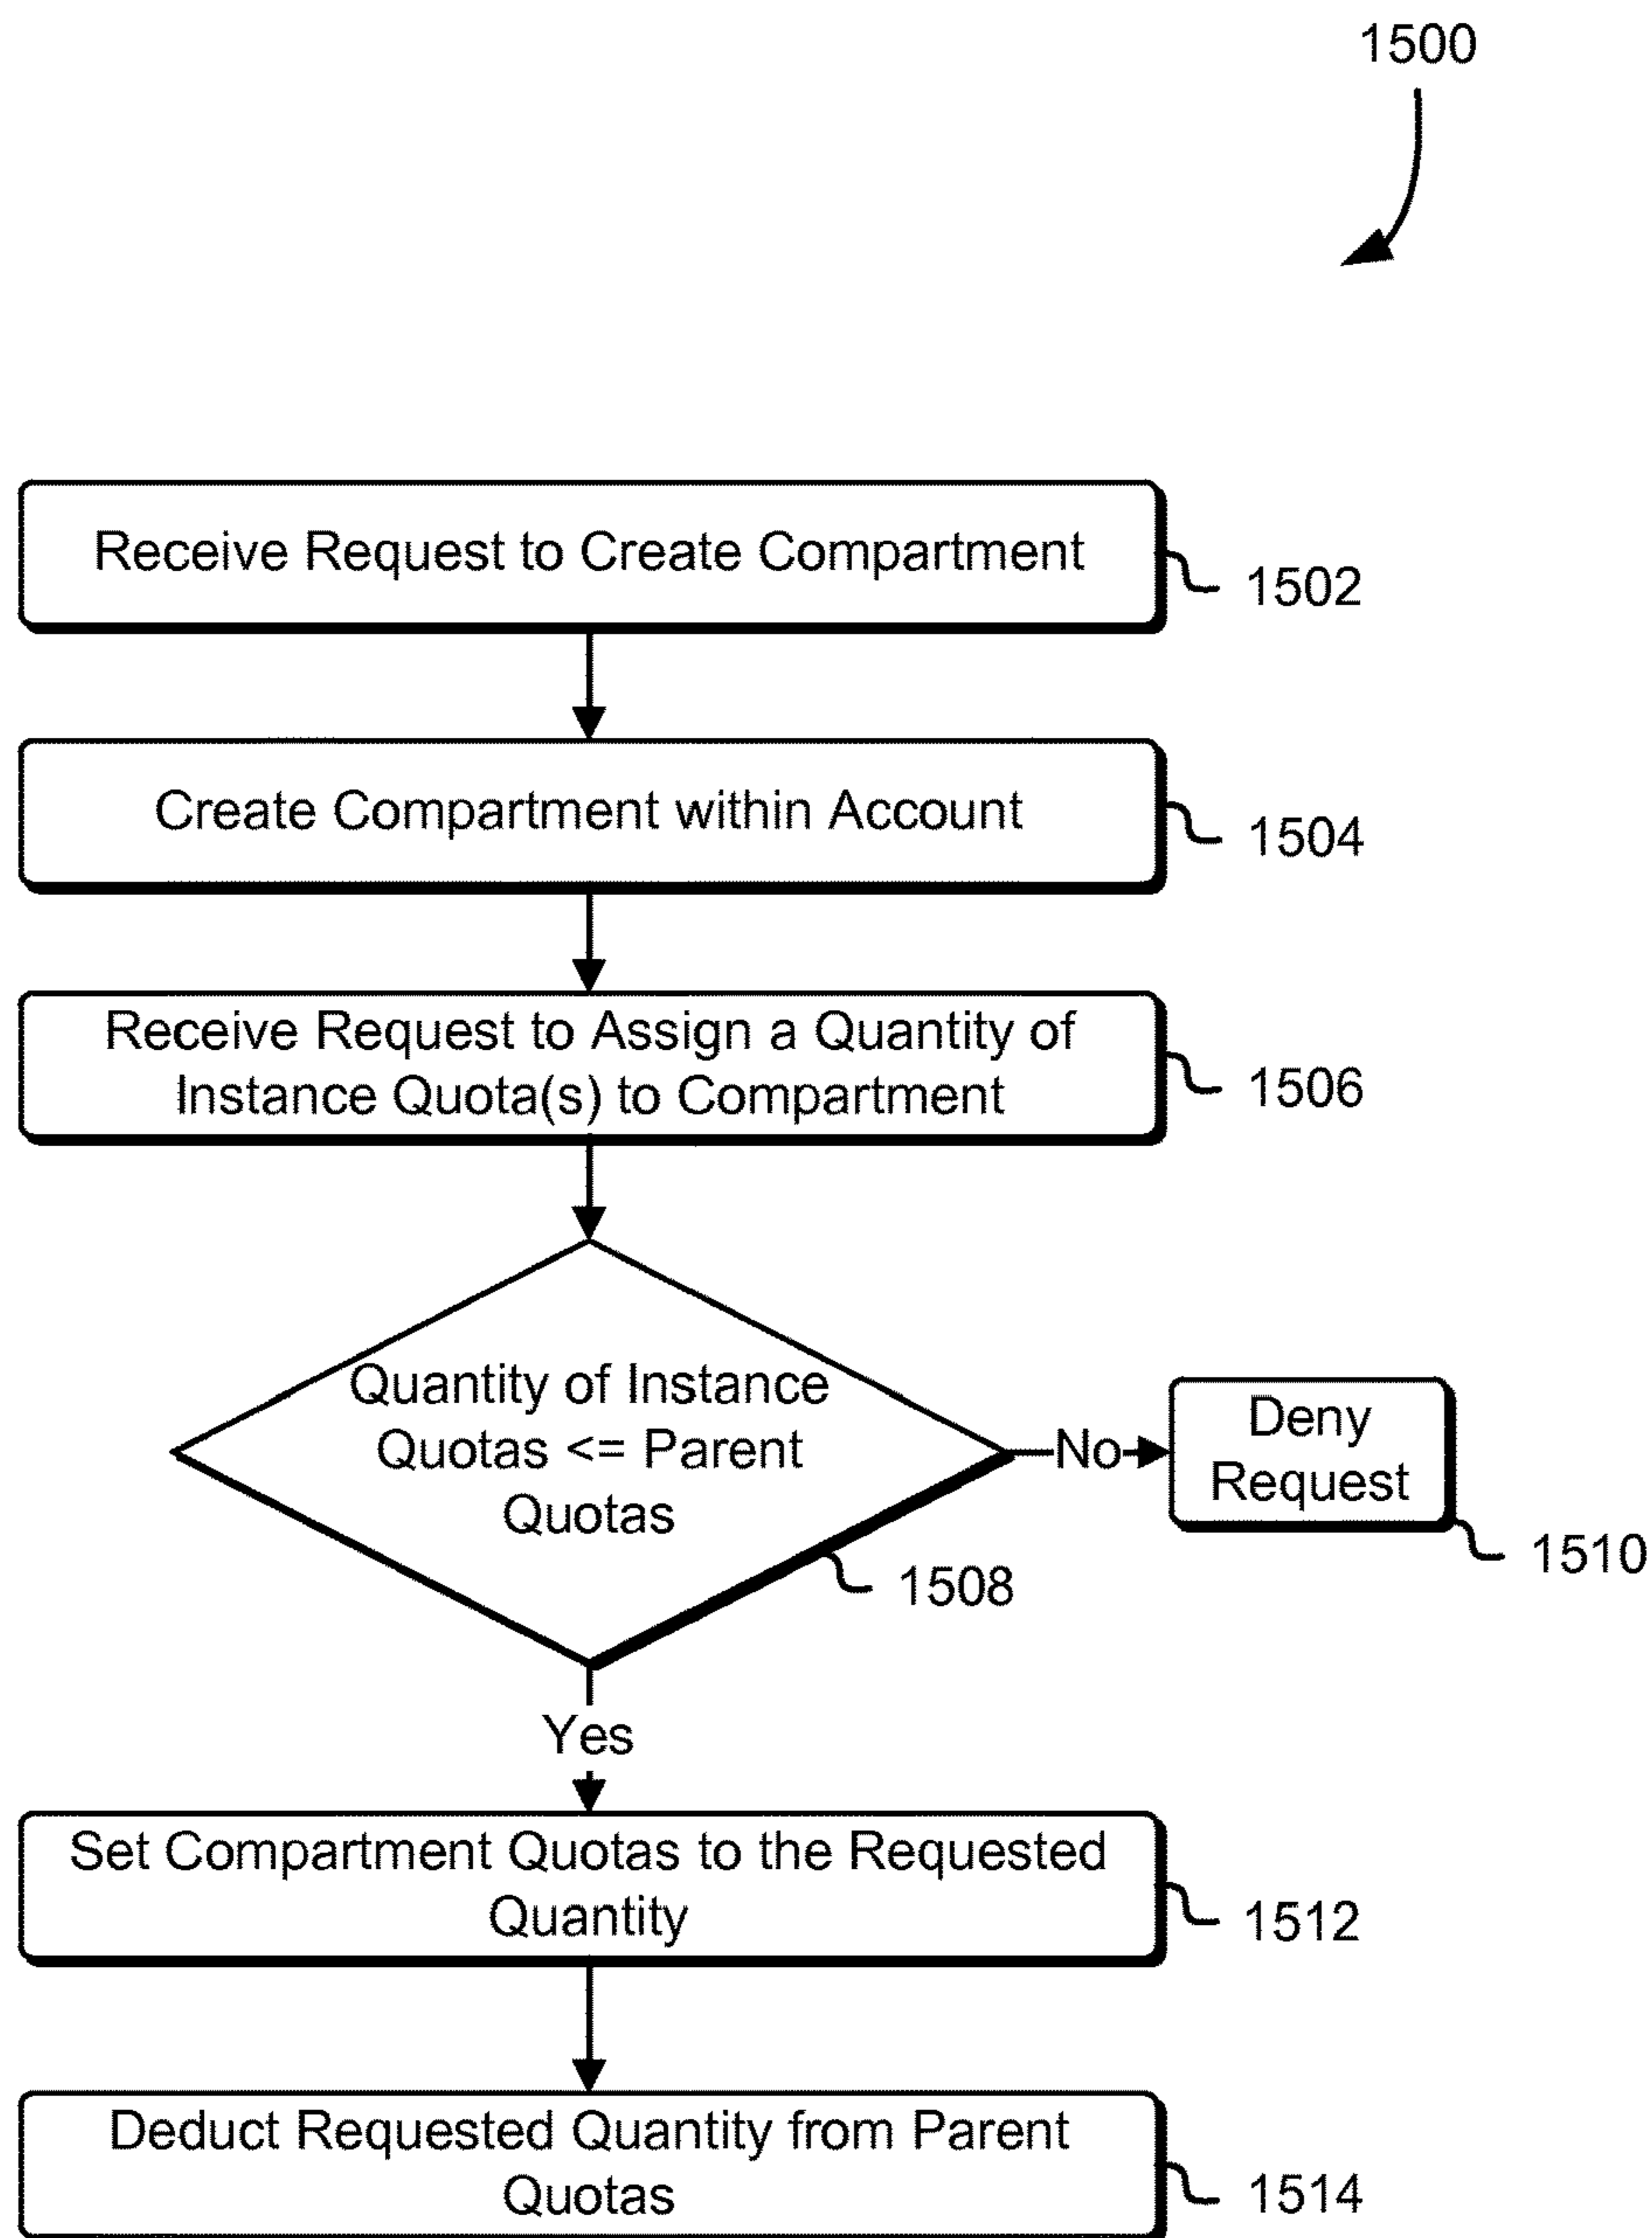 1500
Receive Request to Create Compartment
1502
Create Compartment within Account
1504
Receive Request to Assign a Quantity of
Instance Quota(s) to Compartment
1506
Quantity of Instance
Quotas <= Parent
Quotas
1508
No
Deny
Request
1510
Yes
Set Compartment Quotas to the Requested
Quantity
1512
Deduct Requested Quantity from Parent
Quotas
1514